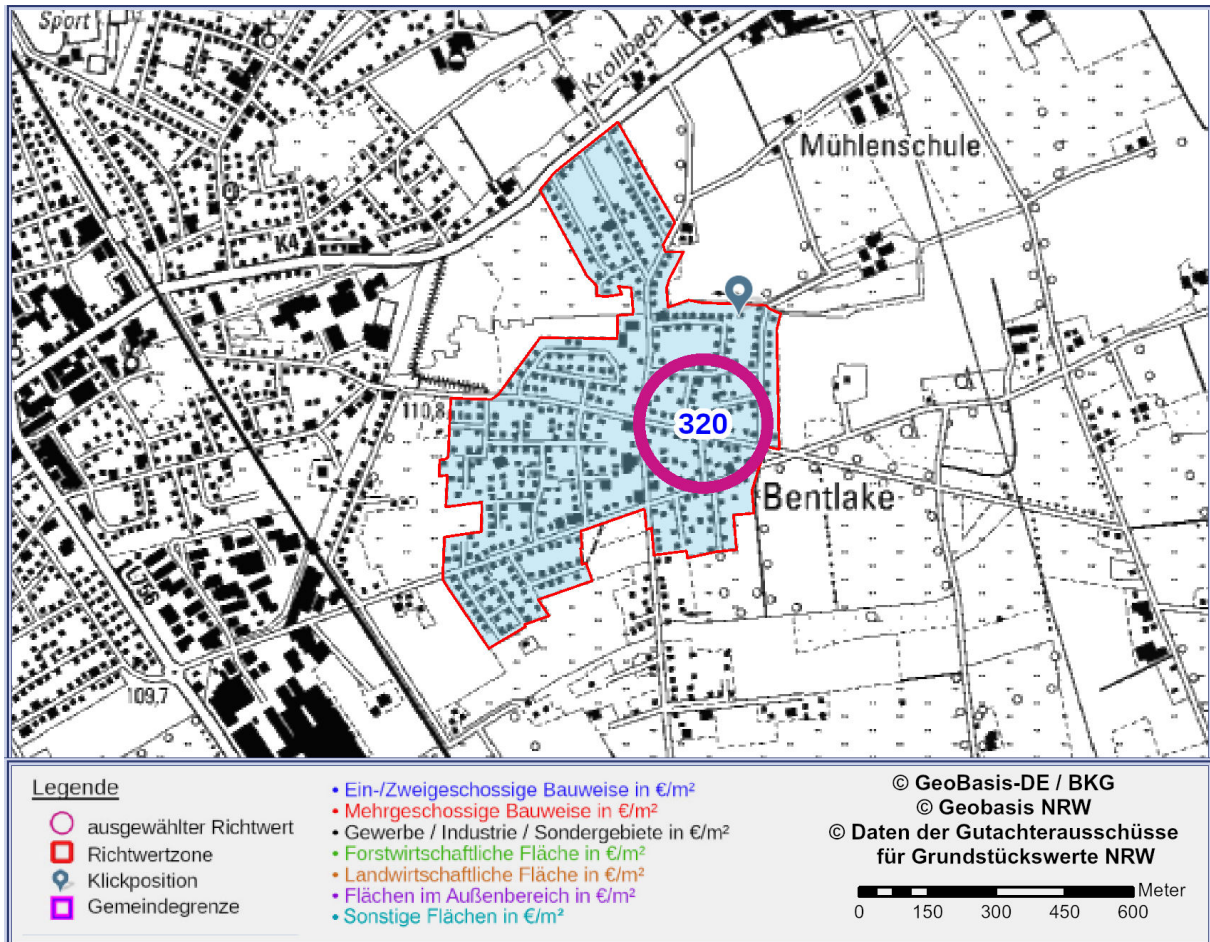 Sport
Krollbach
Mühlenschule
K4
110,8
320
Bentlake
109,7
Legende
ausgewählter Richtwert
Richtwertzone
Klickposition
Gemeindegrenze
• Ein-/Zweigeschossige Bauweise in €/m²
• Mehrgeschossige Bauweise in €/m²
• Gewerbe / Industrie / Sondergebiete in €/m²
• Forstwirtschaftliche Fläche in €/m²
• Landwirtschaftliche Fläche in €/m²
• Flächen im Außenbereich in €/m²
• Sonstige Flächen in €/m²
© GeoBasis-DE / BKG
© Geobasis NRW
© Daten der Gutachterausschüsse
für Grundstückswerte NRW
Meter
0 150 300 450 600